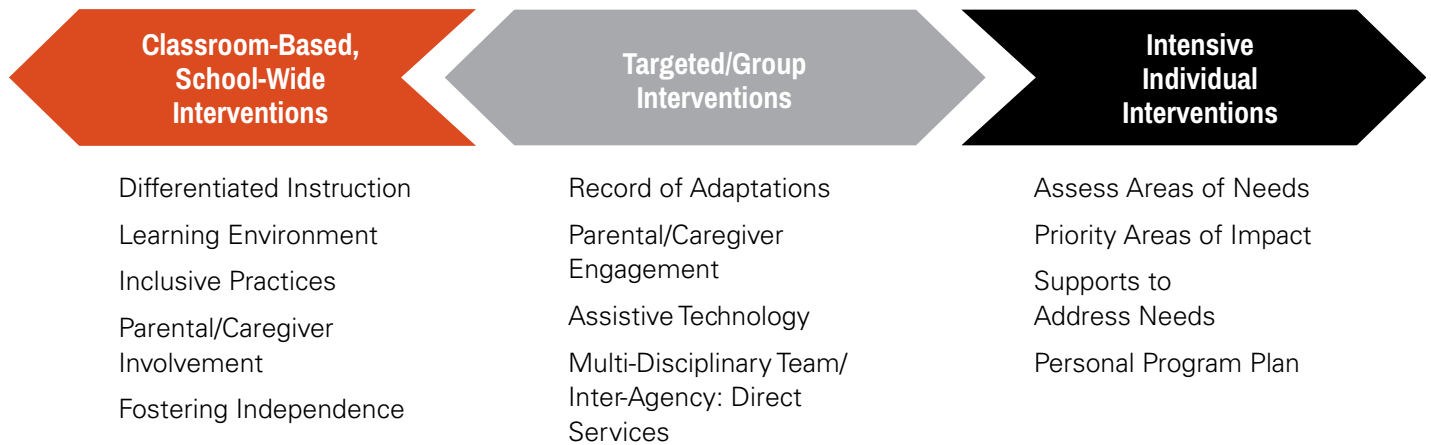 Classroom-Based,
School-Wide
Interventions
Differentiated Instruction
Learning Environment
Inclusive Practices
Parental/Caregiver
Involvement
Fostering Independence
Targeted/Group
Interventions
Record of Adaptations
Parental/Caregiver
Engagement
Assistive Technology
Multi-Disciplinary Team/
Inter-Agency: Direct
Services
Intensive
Individual
Interventions
Assess Areas of Needs
Priority Areas of Impact
Supports to
Address Needs
Personal Program Plan